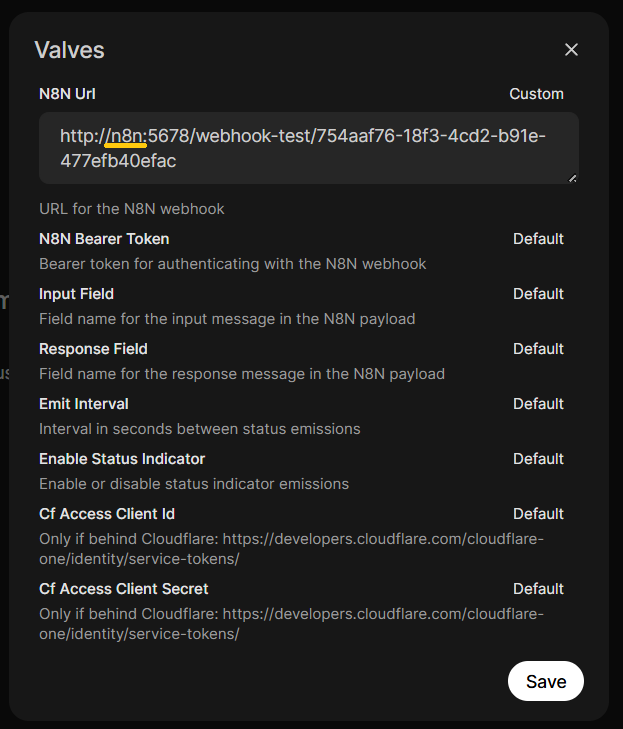 Valves
N8N Url Custom
http://n8n:5678/webhook-test/754aaf76-18f3-4cd2-b91e-
477efb40efac
URL for the N8N webhook
N8N Bearer Token Default
Bearer token for authenticating with the N8N webhook
Input Field Default
Field name for the input message in the N8N payload
Response Field Default
Field name for the response message in the N8N payload
Emit Interval Default
Interval in seconds between status emissions
Enable Status Indicator Default
Enable or disable status indicator emissions
Cf Access Client Id Default
Only if behind Cloudflare: https://developers.cloudflare.com/cloudflare-
one/identity/service-tokens/
Cf Access Client Secret Default
Only if behind Cloudflare: https://developers.cloudflare.com/cloudflare-
one/identity/service-tokens/
Save